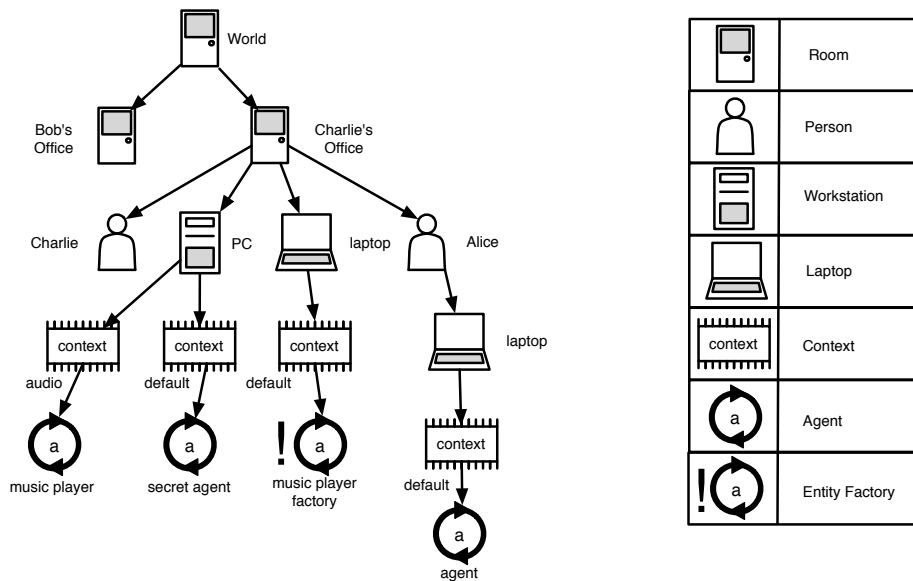 World
Bob's
Office
Charlie's
Office
Charlie
PC
laptop
Alice
context
context
context
laptop
audio
default
default
a
a
! a
context
music player
secret agent
music player
factory
default
a
agent
Room
Person
Workstation
Laptop
context
Context
a
Agent
! a
Entity Factory